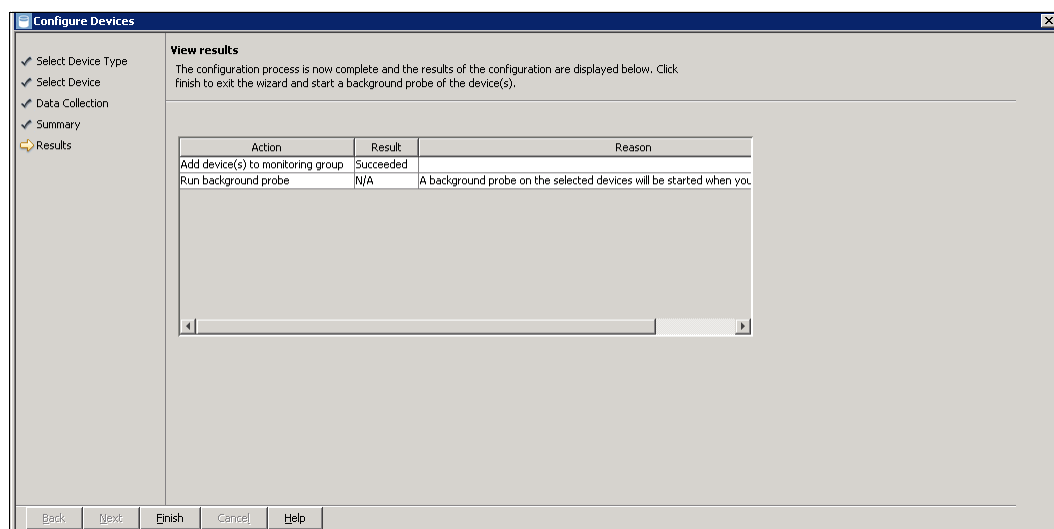 Configure Devices
Select Device Type
Select Device
Data Collection
Summary
Results
View results
The configuration process is now complete and the results of the configuration are displayed below. Click
finish to exit the wizard and start a background probe of the device(s).
Action Result Reason
Add device(s) to monitoring group Succeeded
Run background probe N/A A background probe on the selected devices will be started when you
Back Next Finish Cancel Help